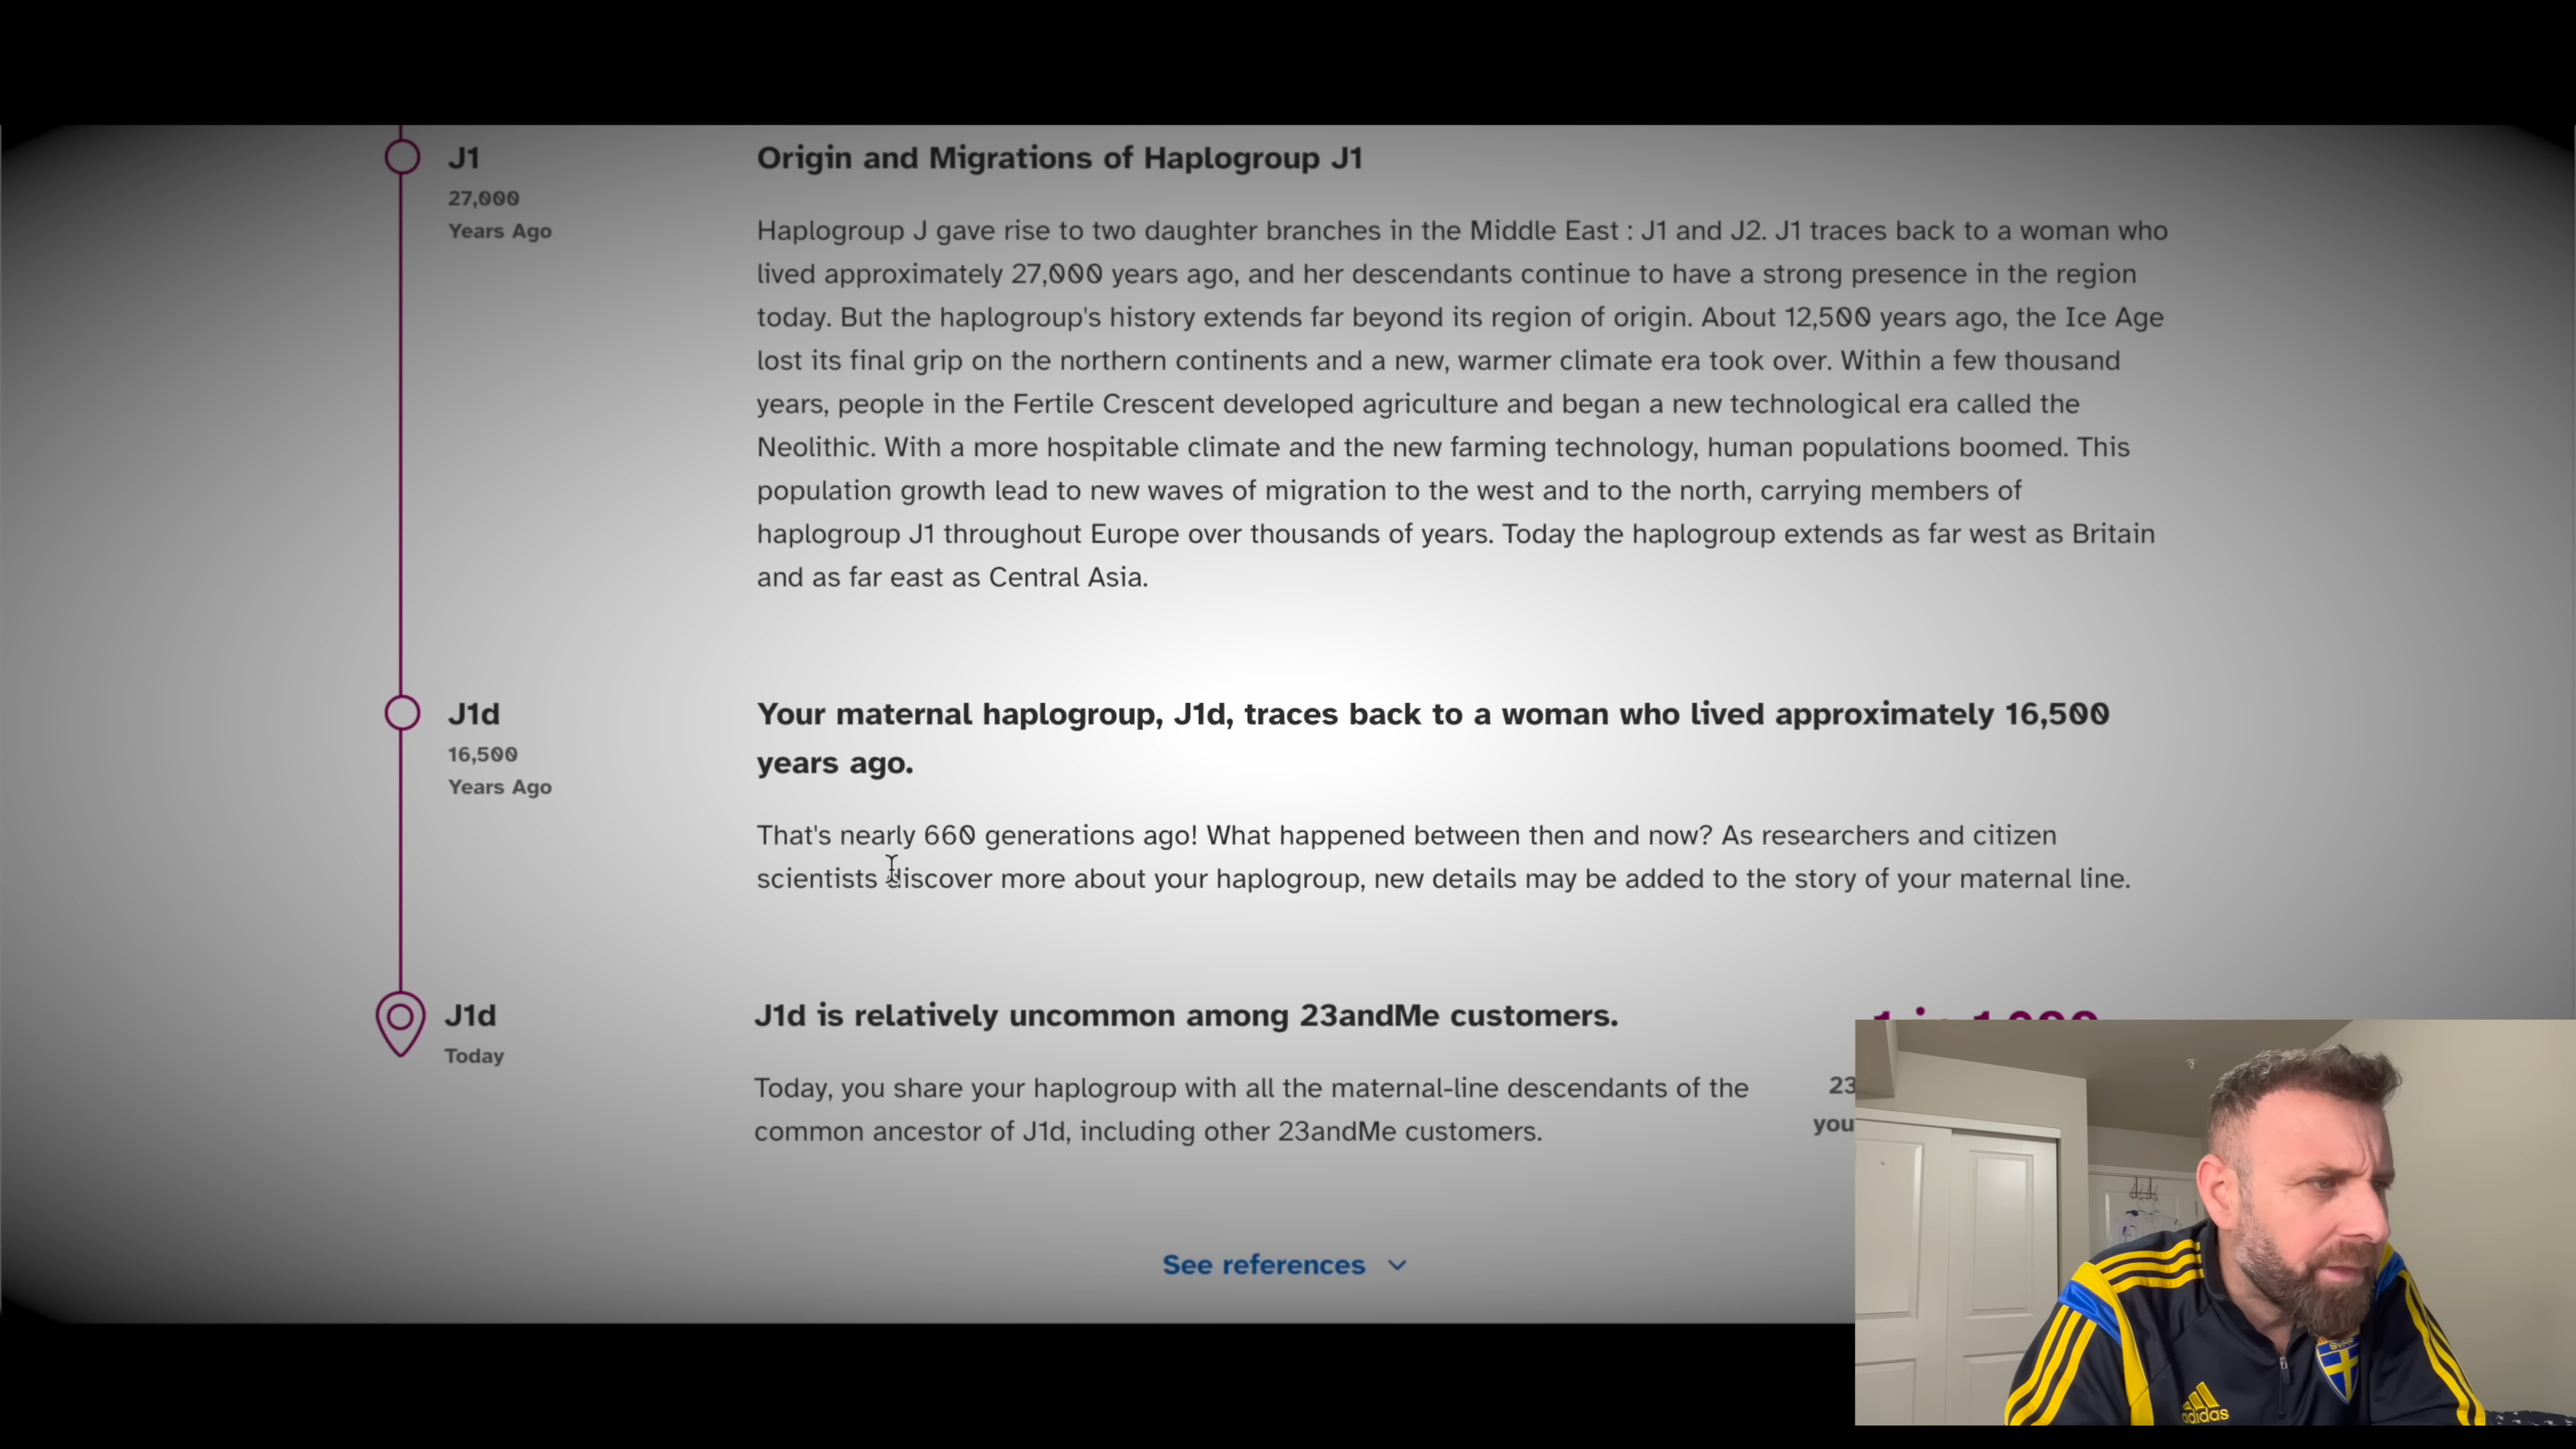 J1
27,000
Years Ago
Origin and Migrations of Haplogroup J1
Haplogroup J gave rise to two daughter branches in the Middle East : J1 and J2. J1 traces back to a woman who
lived approximately 27,000 years ago, and her descendants continue to have a strong presence in the region
today. But the haplogroup's history extends far beyond its region of origin. About 12,500 years ago, the Ice Age
lost its final grip on the northern continents and a new, warmer climate era took over. Within a few thousand
years, people in the Fertile Crescent developed agriculture and began a new technological era called the
Neolithic. With a more hospitable climate and the new farming technology, human populations boomed. This
population growth lead to new waves of migration to the west and to the north, carrying members of
haplogroup J1 throughout Europe over thousands of years. Today the haplogroup extends as far west as Britain
and as far east as Central Asia.
J1d
16,500
Years Ago
Your maternal haplogroup, J1d, traces back to a woman who lived approximately 16,500
years ago.
That's nearly 660 generations ago! What happened between then and now? As researchers and citizen
scientists discover more about your haplogroup, new details may be added to the story of your maternal line.
J1d
Today
J1d is relatively uncommon among 23andMe customers.
Today, you share your haplogroup with all the maternal-line descendants of the
common ancestor of J1d, including other 23andMe customers.
23
you
See references
adidas